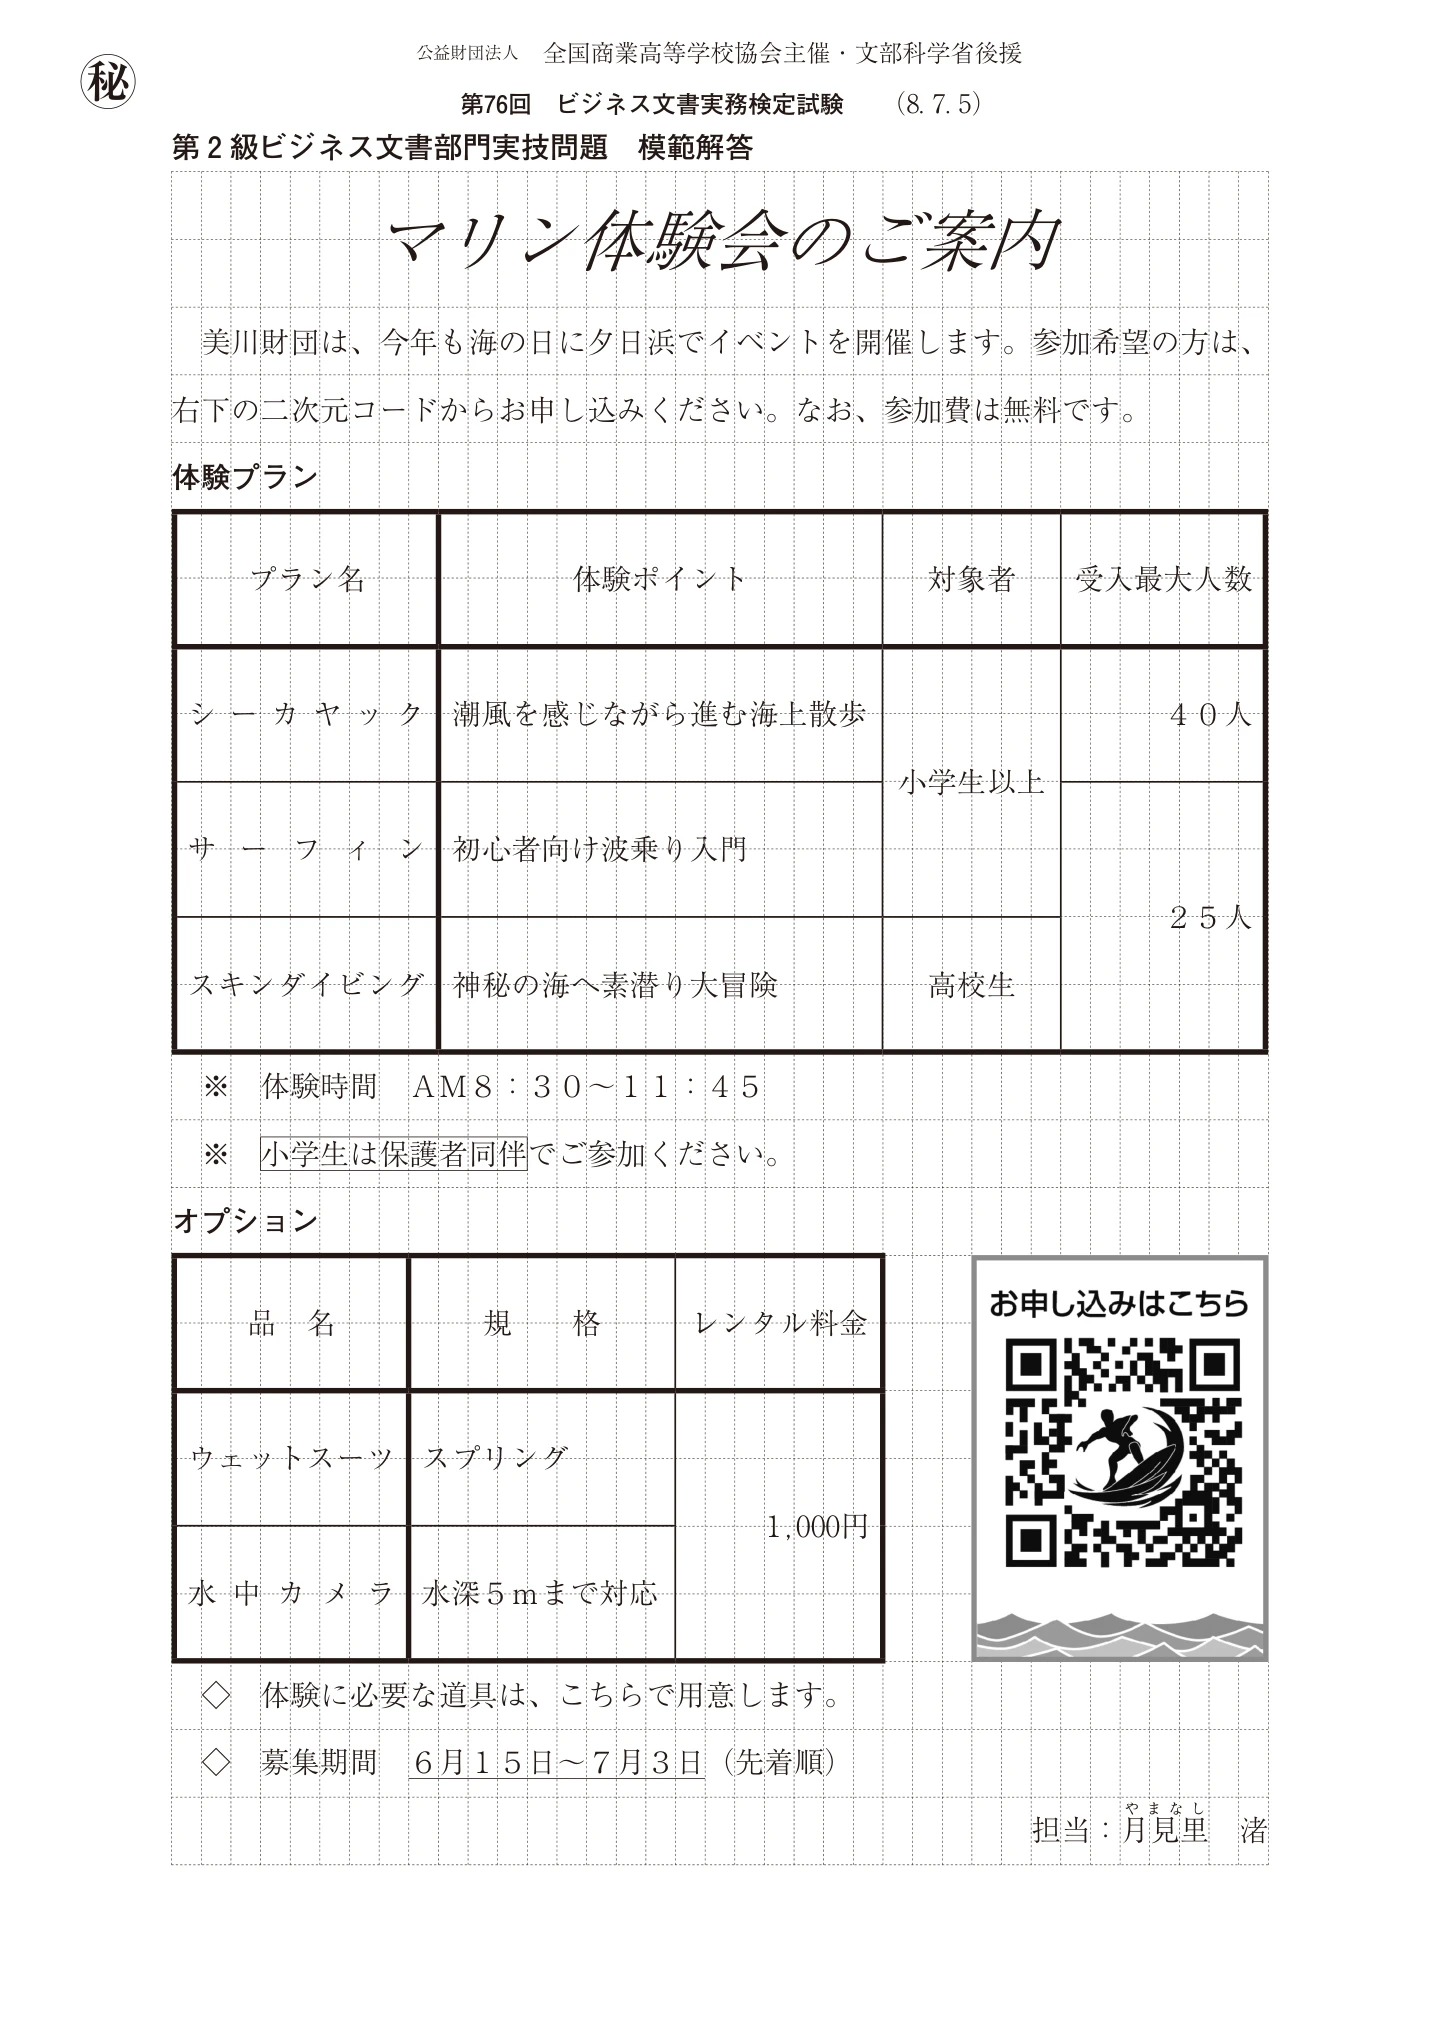 ㊙
公益財団法人　全国商業高等学校協会主催・文部科学省後援
第76回　ビジネス文書実務検定試験　（8. 7. 5）
第２級ビジネス文書部門実技問題　模範解答
マリン体験会のご案内
　美川財団は、今年も海の日に夕日浜でイベントを開催します。参加希望の方は、
右下の二次元コードからお申し込みください。なお、参加費は無料です。
体験プラン
プラン名　体験ポイント　対象者　受入最大人数
シーカヤック　潮風を感じながら進む海上散歩　４０人
小学生以上
サーフィン　初心者向け波乗り入門
２５人
スキンダイビング　神秘の海へ素潜り大冒険　高校生
※　体験時間　ＡＭ８：３０～１１：４５
※　小学生は保護者同伴でご参加ください。
オプション
品　名　規　　格　レンタル料金
ウェットスーツ　スプリング
1,000円
水中カメラ　水深５ｍまで対応
お申し込みはこちら
◇　体験に必要な道具は、こちらで用意します。
◇　募集期間　６月１５日～７月３日（先着順）
やまなし
担当：月見里　渚